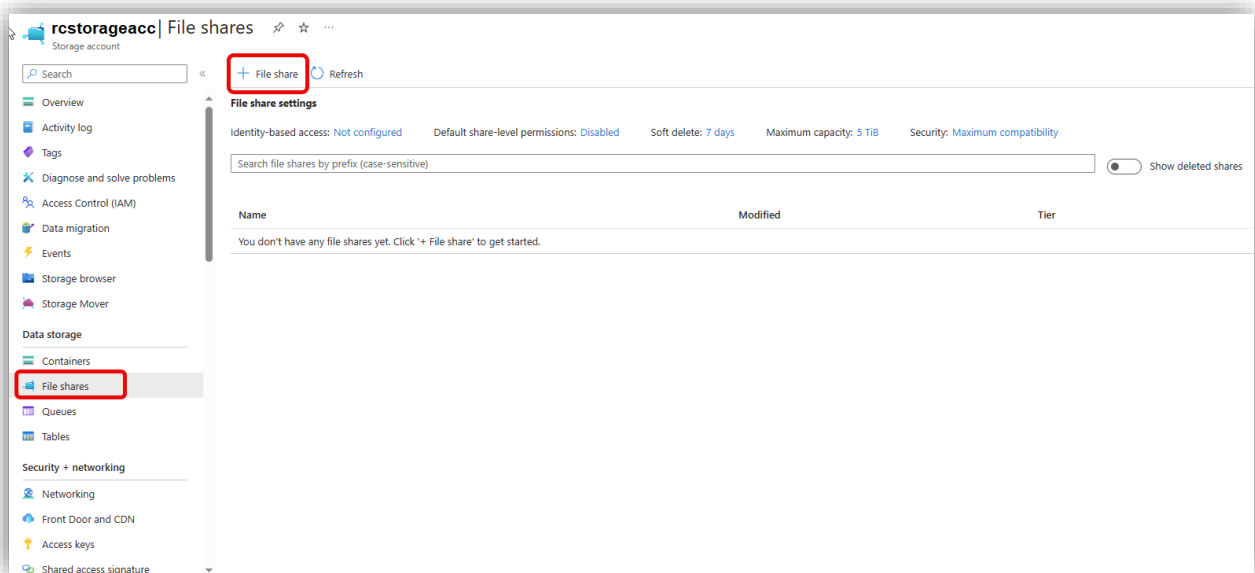 rcstorageacc| File shares
Storage account
Search
Overview
Activity log
Tags
Diagnose and solve problems
Access Control (IAM)
Data migration
Events
Storage browser
Storage Mover
Data storage
Containers
File shares
Queues
Tables
Security + networking
Networking
Front Door and CDN
Access keys
Shared access signature
+ File share Refresh
File share settings
Identity-based access: Not configured Default share-level permissions: Disabled Soft delete: 7 days Maximum capacity: 5 TiB Security: Maximum compatibility
Search file shares by prefix (case-sensitive) Show deleted shares
Name Modified Tier
You don't have any file shares yet. Click '+ File share' to get started.